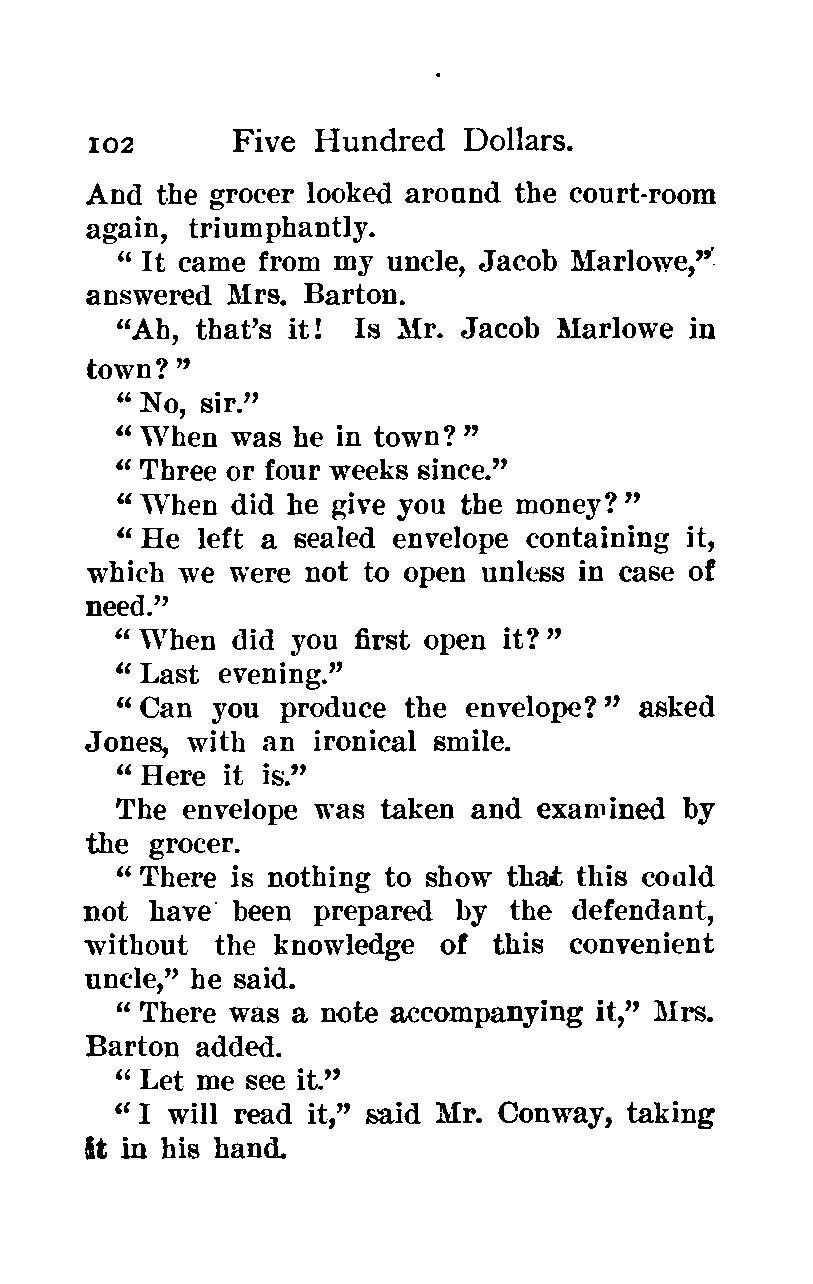 102 Five Hundred Dollars.
And the grocer looked around the court-room
again, triumphantly.
“ It came from my uncle, Jacob Marlowe,”
answered Mrs. Barton.
“Ah, that’s it! Is Mr. Jacob Marlowe in
town? ”
“ No, sir.”
“ When was he in town? ”
“ Three or four weeks since.”
“ When did he give you the money? ”
“ He left a sealed envelope containing it,
which we were not to open unless in case of
need.”
“ When did you first open it? ”
“ Last evening.”
“ Can you produce the envelope? ” asked
Jones, with an ironical smile.
“ Here it is.”
The envelope was taken and examined by
the grocer.
“ There is nothing to show that this could
not have been prepared by the defendant,
without the knowledge of this convenient
uncle,” he said.
“ There was a note accompanying it,” Mrs.
Barton added.
“ Let me see it.”
“ I will read it,” said Mr. Conway, taking
it in his hand.